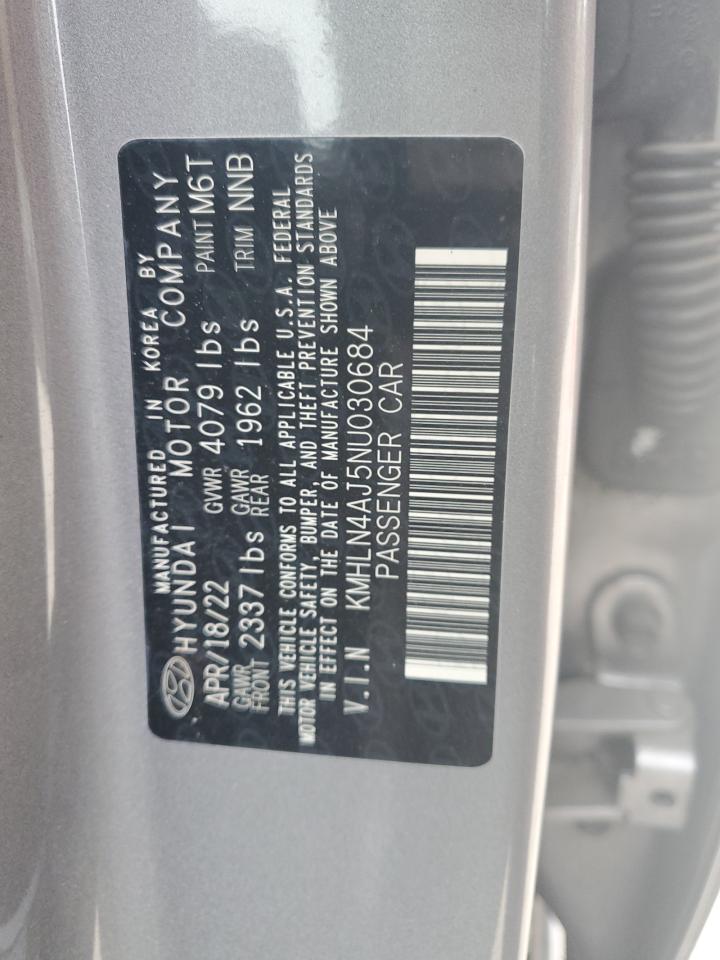 MANUFACTURED IN KOREA BY
HYUNDAI MOTOR COMPANY
APR/18/22 GVWR 4079 lbs PAINT M6T
GAWR FRONT 2337 lbs GAWR REAR 1962 lbs TRIM NNB
THIS VEHICLE CONFORMS TO ALL APPLICABLE U.S.A. FEDERAL
MOTOR VEHICLE SAFETY, BUMPER, AND THEFT PREVENTION STANDARDS
IN EFFECT ON THE DATE OF MANUFACTURE SHOWN ABOVE
V.I.N KMHLN4AJ5NU030684
PASSENGER CAR